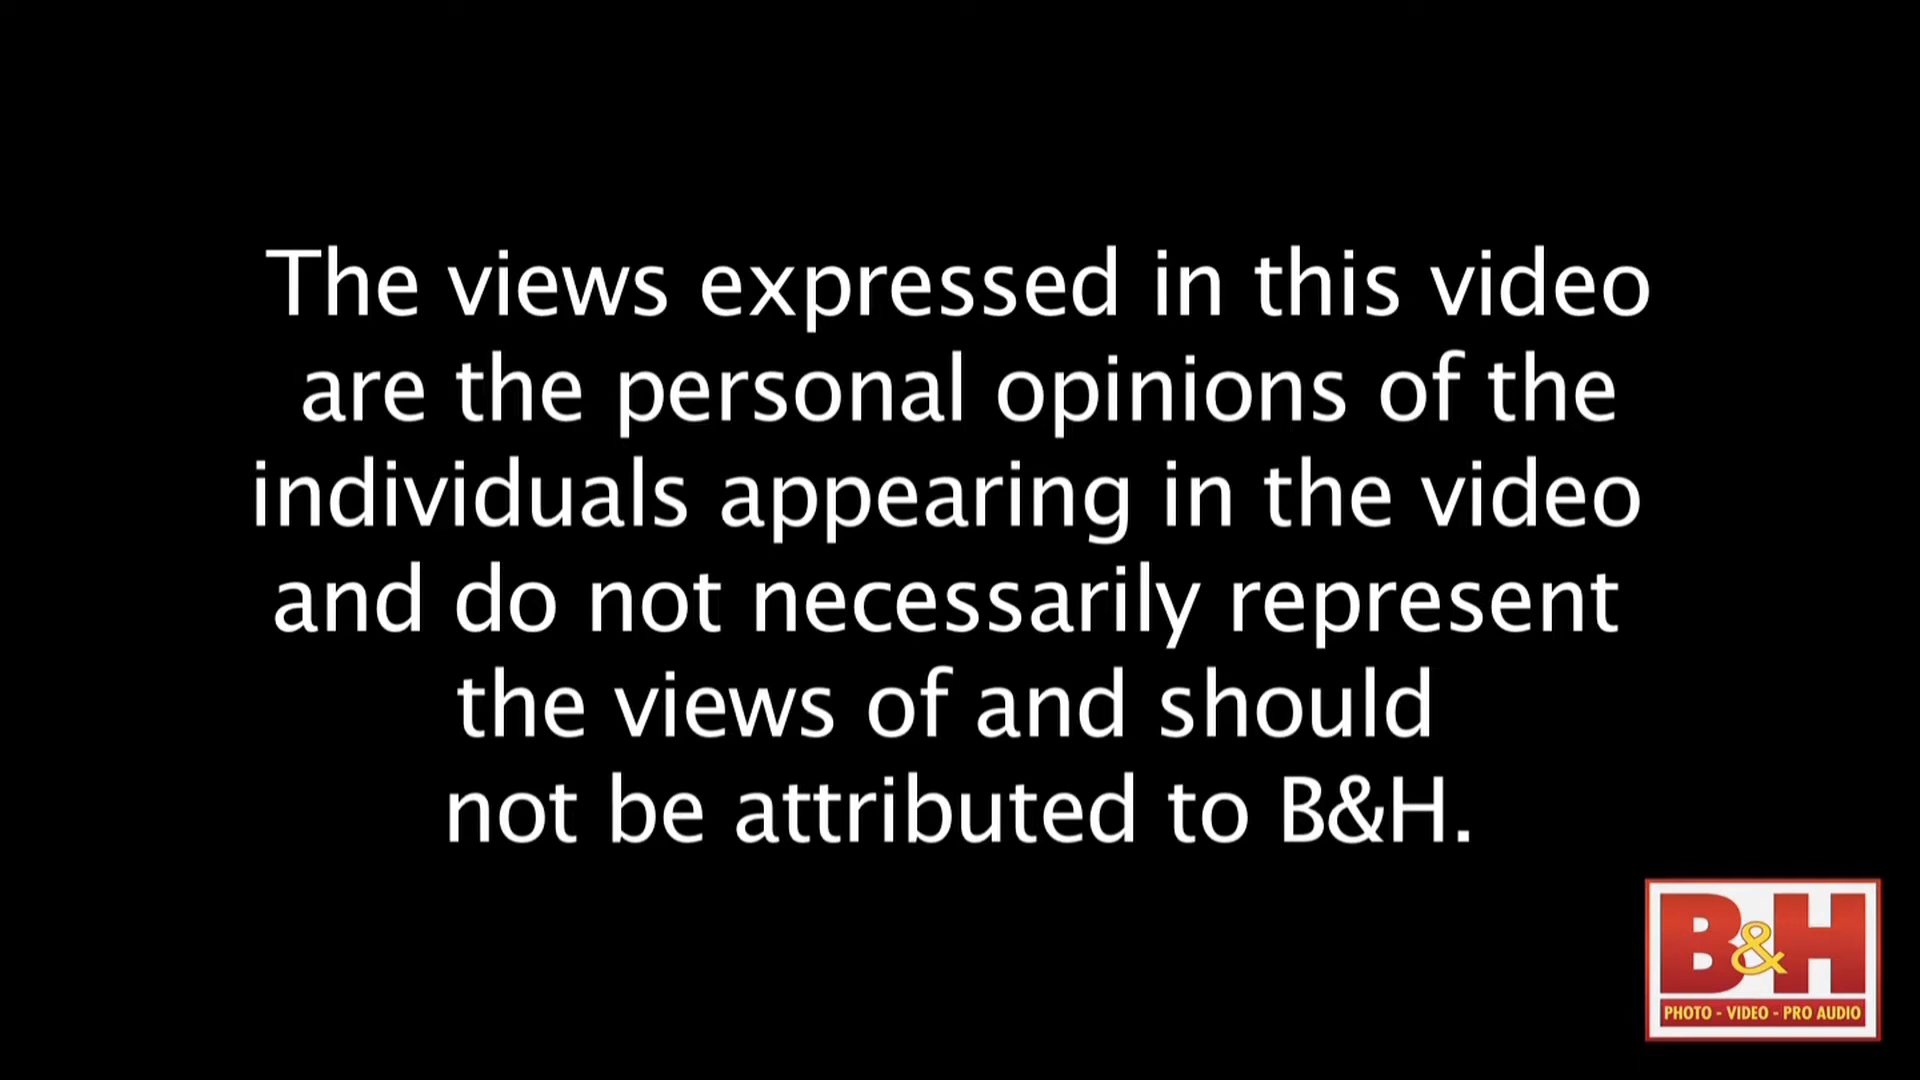 The views expressed in this video
are the personal opinions of the
individuals appearing in the video
and do not necessarily represent
the views of and should
not be attributed to B&H.
B&H
PHOTO - VIDEO - PRO AUDIO